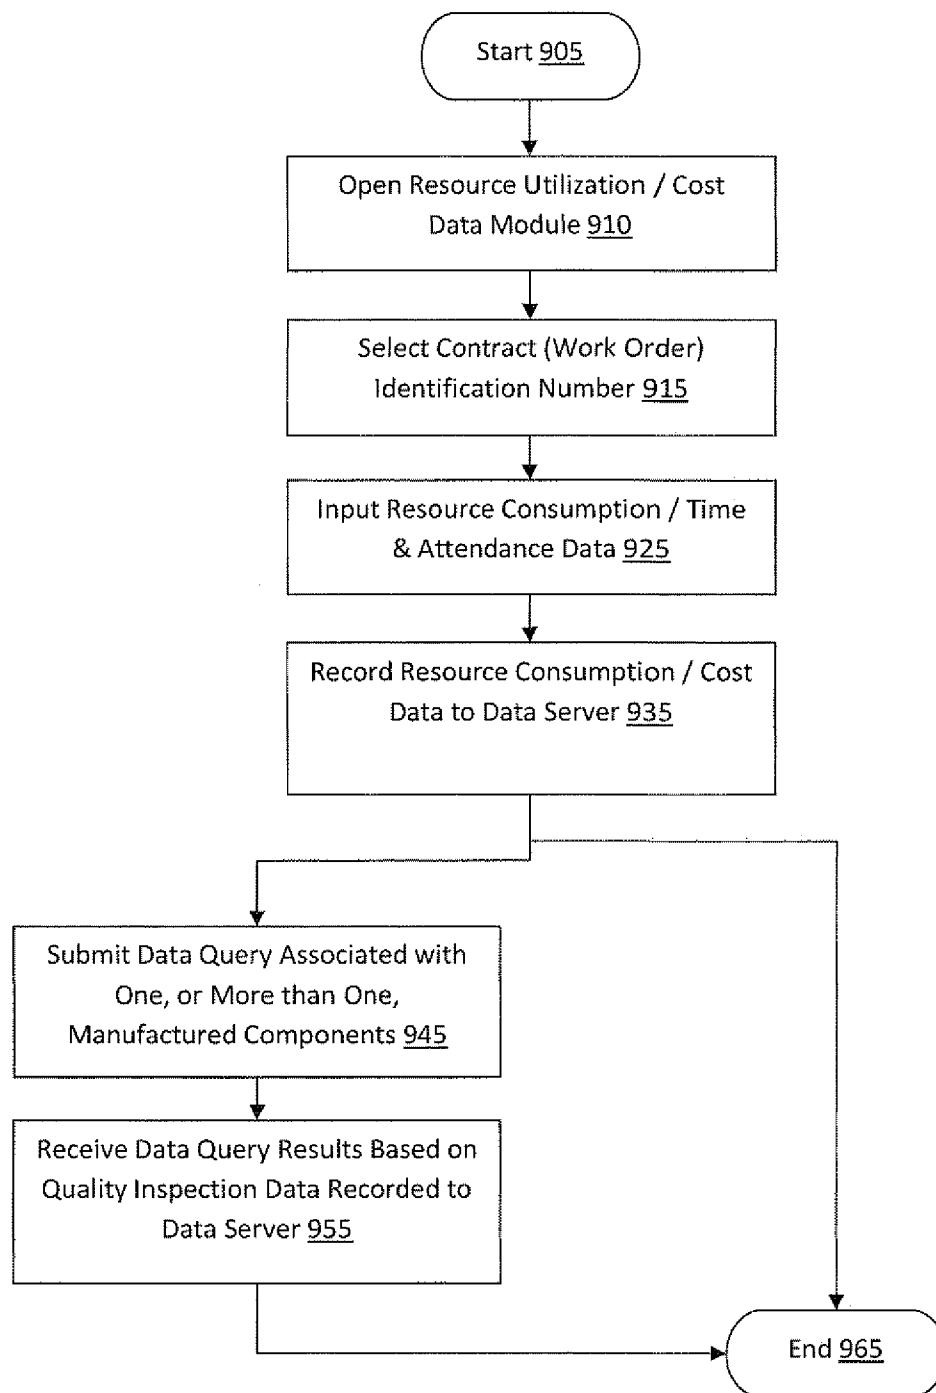 Start 905
Open Resource Utilization / Cost
Data Module 910
Select Contract (Work Order)
Identification Number 915
Input Resource Consumption / Time
& Attendance Data 925
Record Resource Consumption / Cost
Data to Data Server 935
Submit Data Query Associated with
One, or More than One,
Manufactured Components 945
Receive Data Query Results Based on
Quality Inspection Data Recorded to
Data Server 955
End 965